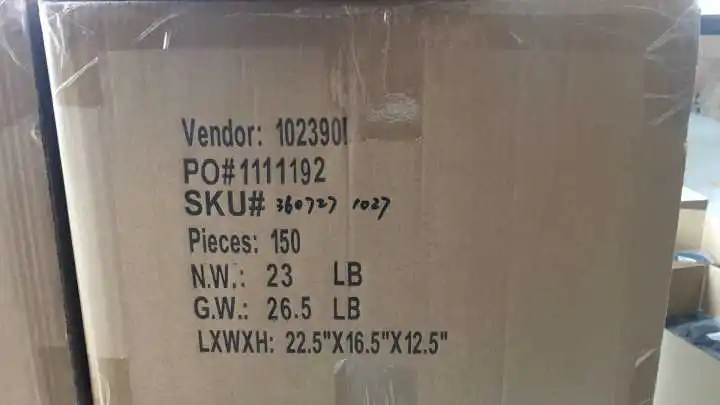 Vendor: 102390I
PO#1111192
SKU# 360727 1027
Pieces: 150
N.W.: 23 LB
G.W.: 26.5 LB
LXWXH: 22.5"X16.5"X12.5"